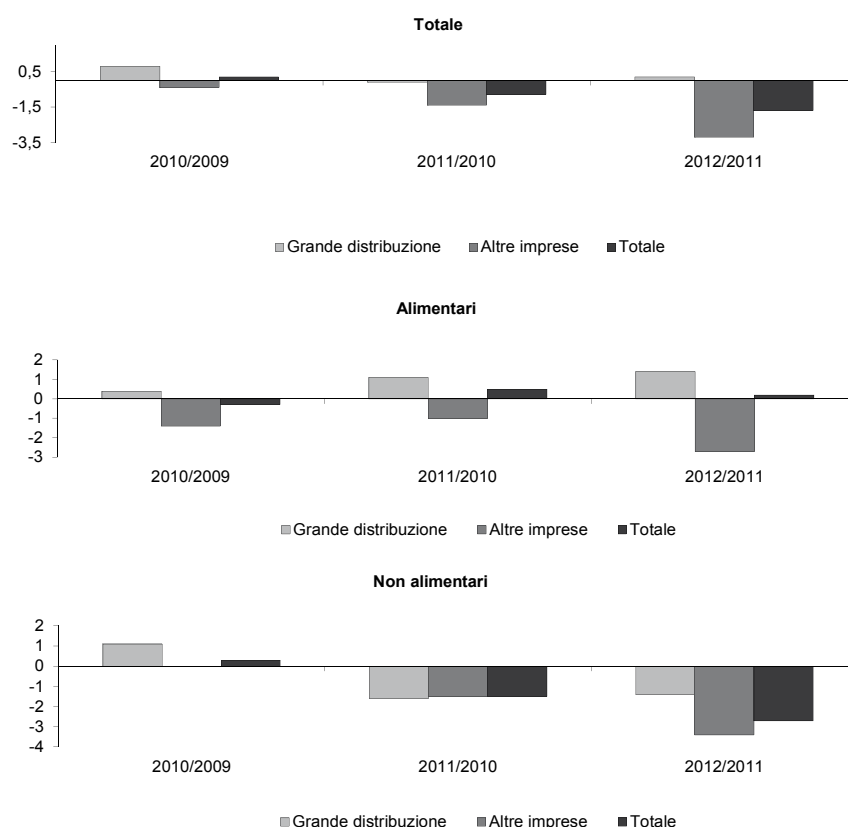 Totale
0,5
-1,5
-3,5
2010/2009 2011/2010 2012/2011
Grande distribuzione Altre imprese Totale
Alimentari
2
1
0
-1
-2
-3
2010/2009 2011/2010 2012/2011
Grande distribuzione Altre imprese Totale
Non alimentari
2
1
0
-1
-2
-3
-4
2010/2009 2011/2010 2012/2011
Grande distribuzione Altre imprese Totale